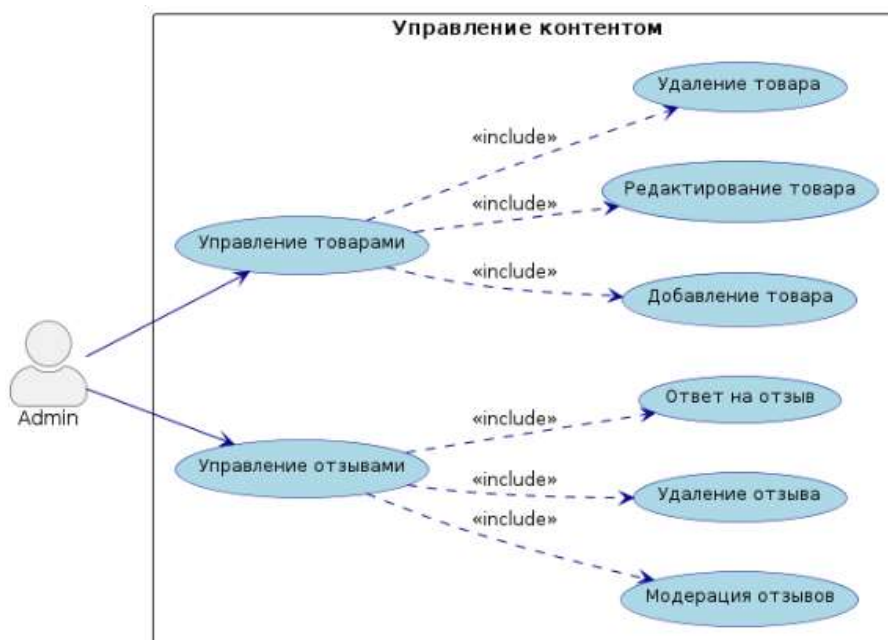 Управление контентом
Удаление товара
«include»
Редактирование товара
«include»
Управление товарами
«include»
Добавление товара
Admin
Ответ на отзыв
«include»
Управление отзывами
Удаление отзыва
«include»
«include»
Модерация отзывов